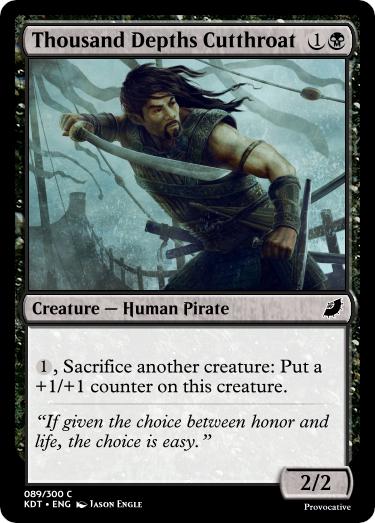 Thousand Depths Cutthroat 1
Creature — Human Pirate
1, Sacrifice another creature: Put a
+1/+1 counter on this creature.
“If given the choice between honor and
life, the choice is easy.”
2/2
089/300 C
KDT • ENG Jason Engle
Provocative